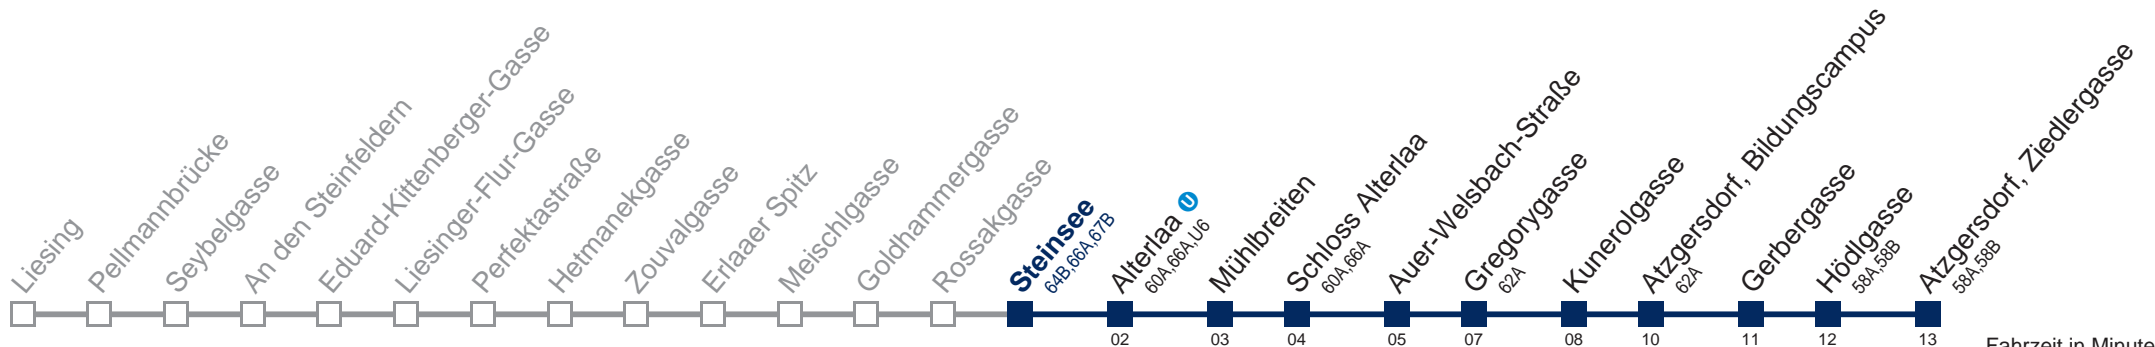 Liesing
Pellmannbrücke
Seybelgasse
An den Steinfeldern
Eduard-Kittenberger-Gasse
Liesinger-Flur-Gasse
Perfektastraße
Hetmanekgasse
Zouvalgasse
Erlaaer Spitz
Meischlgasse
Goldhammergasse
Rossakgasse
Steinsee
64B,66A,67B
Alterlaa U
60A,66A,U6
02
Mühlbreiten
03
Schloss Alterlaa
60A,66A
04
Auer-Welsbach-Straße
05
Gregorygasse
62A
07
Kunerolgasse
08
Atzgersdorf, Bildungscampus
62A
10
Gerbergasse
11
Hödlgasse
58A,58B
12
Atzgersdorf, Ziedlergasse
58A,58B
13
Fahrzeit in Minute